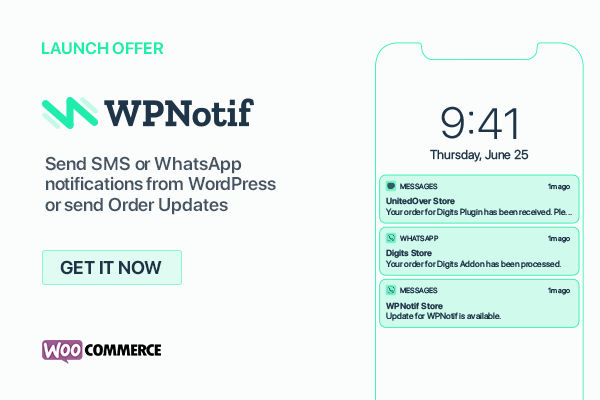 LAUNCH OFFER
WPNotif
Send SMS or WhatsApp
notifications from WordPress
or send Order Updates
GET IT NOW
WOO COMMERCE
9:41
Thursday, June 25
MESSAGES 1m ago
UnitedOver Store
Your order for Digits Plugin has been received. Ple...
WHATSAPP 1m ago
Digits Store
Your order for Digits Addon has been processed.
MESSAGES 1m ago
WPNotif Store
Update for WPNotif is available.